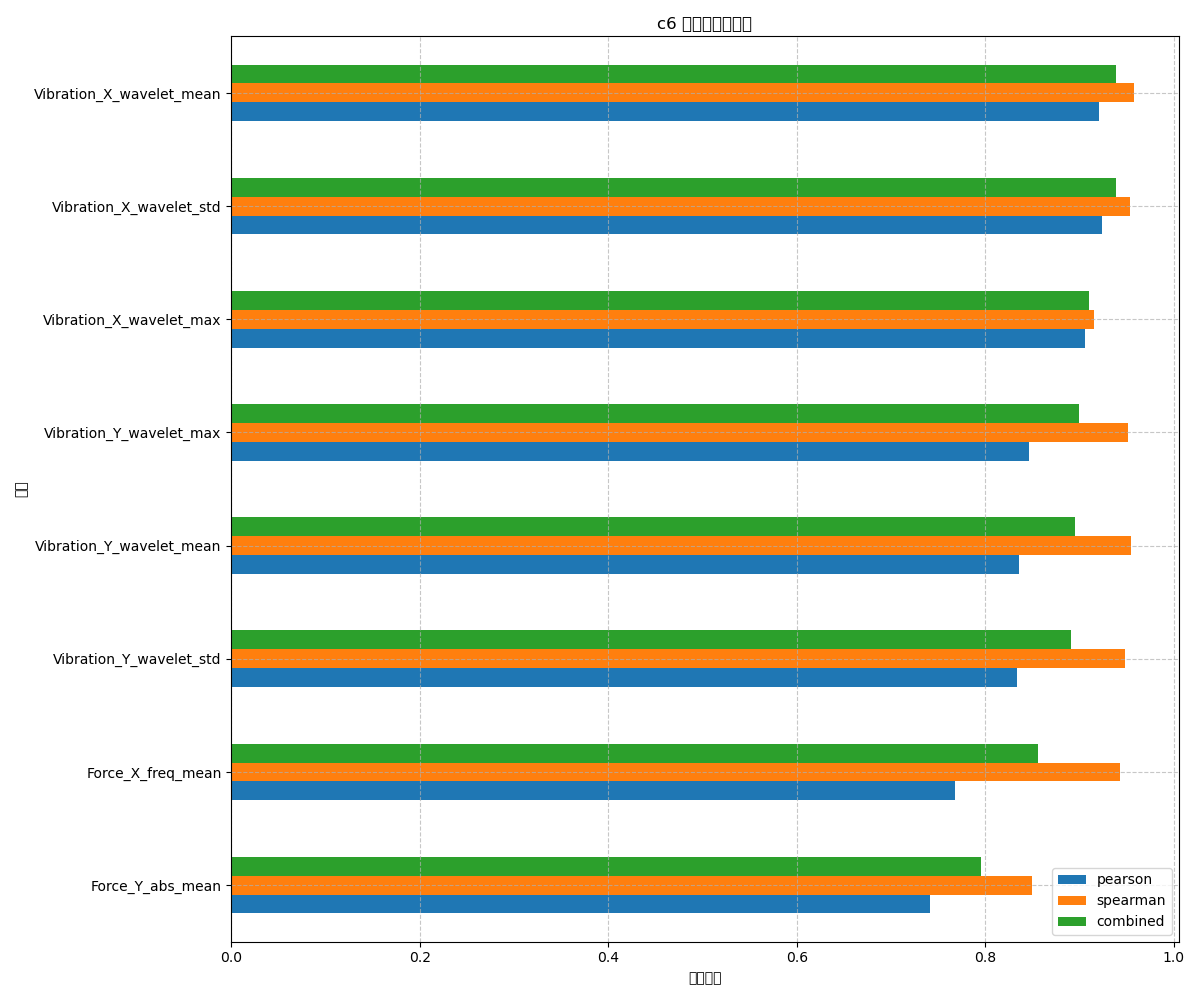 c6
Vibration_X_wavelet_mean
Vibration_X_wavelet_std
Vibration_X_wavelet_max
Vibration_Y_wavelet_max
Vibration_Y_wavelet_mean
Vibration_Y_wavelet_std
Force_X_freq_mean
Force_Y_abs_mean
pearson
spearman
combined
0.0 0.2 0.4 0.6 0.8 1.0